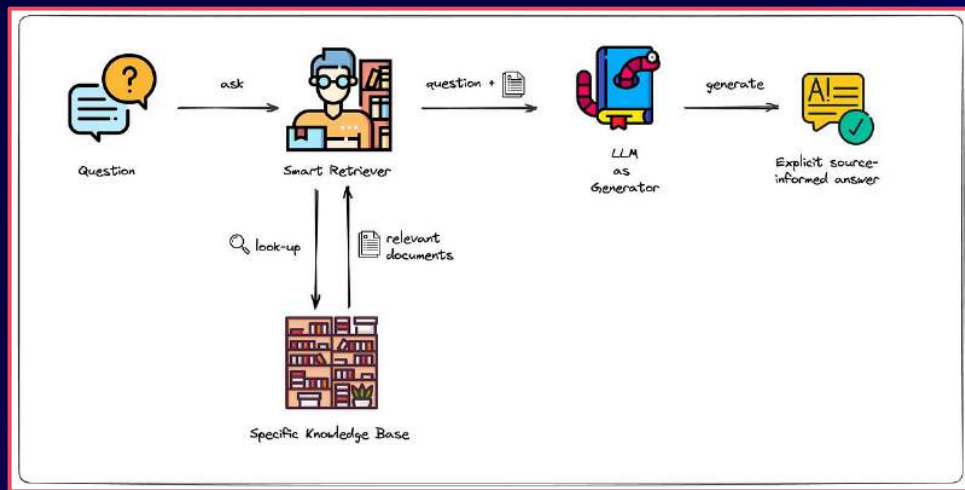 ?
ask
question +
generate
A!
Question
Smart Retriever
LLM
as
Generator
Explicit source-
informed answer
look-up
relevant
documents
Specific Knowledge Base